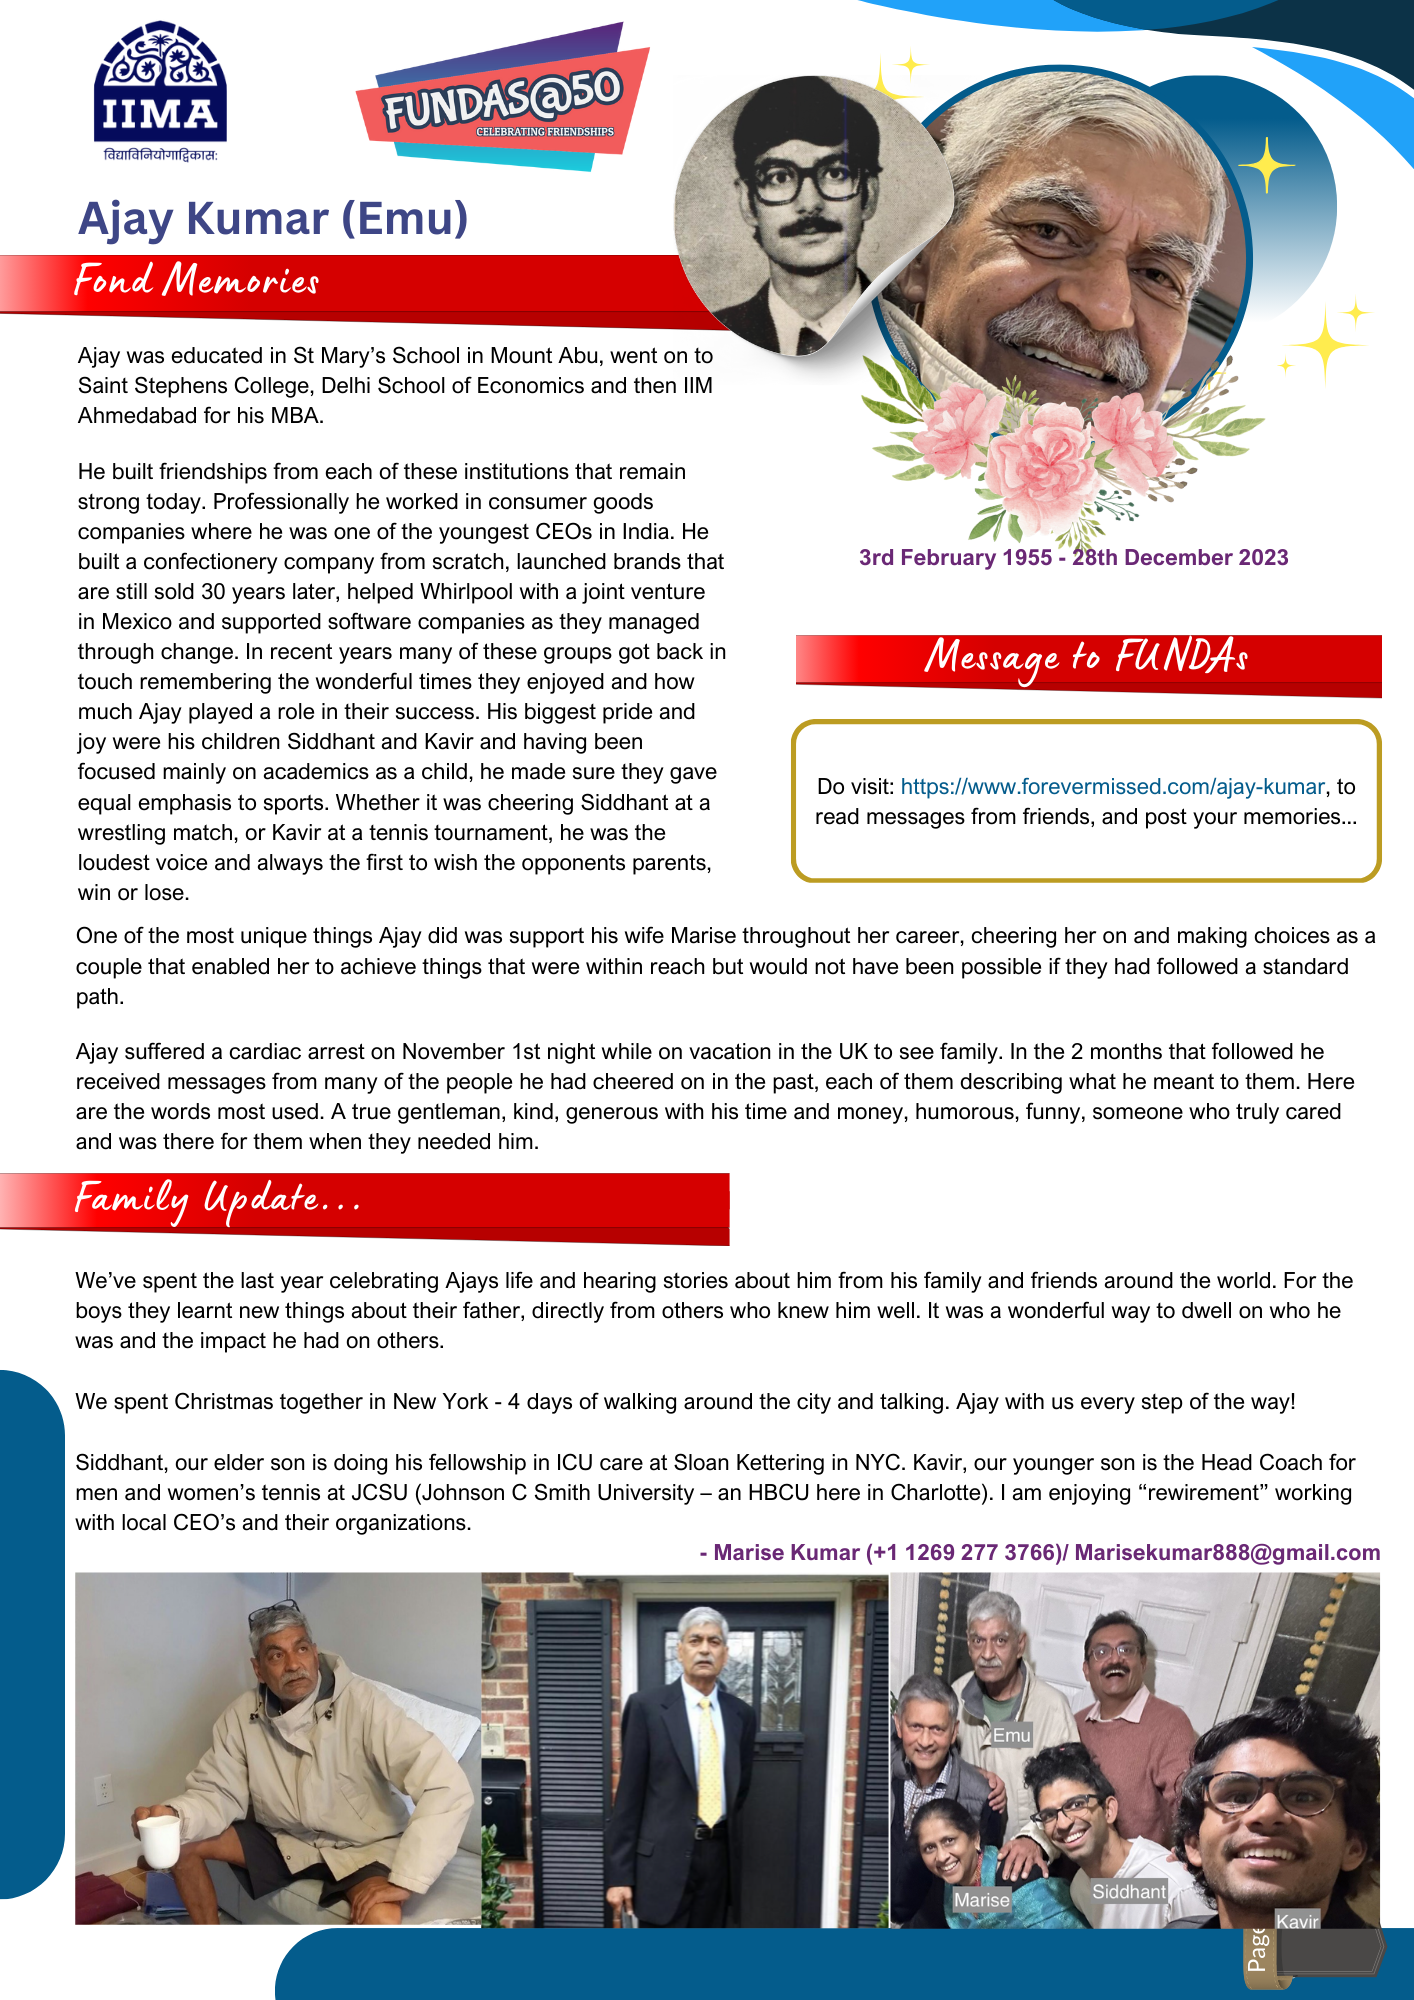 IIMA
विद्याविनियोगाद्विकास:
FUNDAS@50
CELEBRATING FRIENDSHIPS
Ajay Kumar (Emu)
Fond Memories
Ajay was educated in St Mary’s School in Mount Abu, went on to
Saint Stephens College, Delhi School of Economics and then IIM
Ahmedabad for his MBA.
He built friendships from each of these institutions that remain
strong today. Professionally he worked in consumer goods
companies where he was one of the youngest CEOs in India. He
built a confectionery company from scratch, launched brands that
are still sold 30 years later, helped Whirlpool with a joint venture
in Mexico and supported software companies as they managed
through change. In recent years many of these groups got back in
touch remembering the wonderful times they enjoyed and how
much Ajay played a role in their success. His biggest pride and
joy were his children Siddhant and Kavir and having been
focused mainly on academics as a child, he made sure they gave
equal emphasis to sports. Whether it was cheering Siddhant at a
wrestling match, or Kavir at a tennis tournament, he was the
loudest voice and always the first to wish the opponents parents,
win or lose.
3rd February 1955 - 28th December 2023
Message to FUNDAs
Do visit: https://www.forevermissed.com/ajay-kumar, to
read messages from friends, and post your memories...
One of the most unique things Ajay did was support his wife Marise throughout her career, cheering her on and making choices as a
couple that enabled her to achieve things that were within reach but would not have been possible if they had followed a standard
path.
Ajay suffered a cardiac arrest on November 1st night while on vacation in the UK to see family. In the 2 months that followed he
received messages from many of the people he had cheered on in the past, each of them describing what he meant to them. Here
are the words most used. A true gentleman, kind, generous with his time and money, humorous, funny, someone who truly cared
and was there for them when they needed him.
Family Update...
We’ve spent the last year celebrating Ajays life and hearing stories about him from his family and friends around the world. For the
boys they learnt new things about their father, directly from others who knew him well. It was a wonderful way to dwell on who he
was and the impact he had on others.
We spent Christmas together in New York - 4 days of walking around the city and talking. Ajay with us every step of the way!
Siddhant, our elder son is doing his fellowship in ICU care at Sloan Kettering in NYC. Kavir, our younger son is the Head Coach for
men and women’s tennis at JCSU (Johnson C Smith University – an HBCU here in Charlotte). I am enjoying “rewirement” working
with local CEO’s and their organizations.
- Marise Kumar (+1 1269 277 3766)/ Marisekumar888@gmail.com
Emu
Marise
Siddhant
Kavir
Page